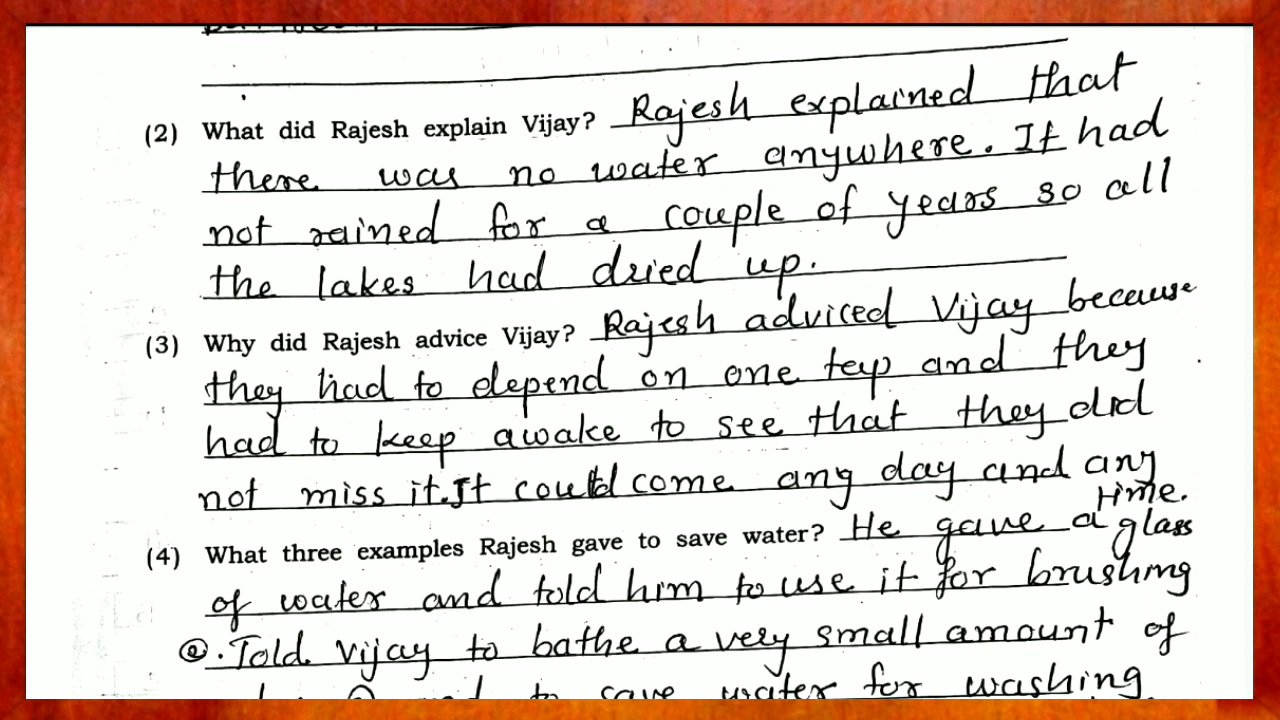 (2) What did Rajesh explain Vijay? Rajesh explained that
there was no water anywhere. It had
not rained for a couple of years so all
the lakes had dried up.
(3) Why did Rajesh advice Vijay? Rajesh adviced Vijay because
they had to depend on one tap and they
had to keep awake to see that they did
not miss it. It could come any day and any
time.
(4) What three examples Rajesh gave to save water? He gave a glass
of water and told him to use it for brushing
②. Told Vijay to bathe a very small amount of
to save water for washing